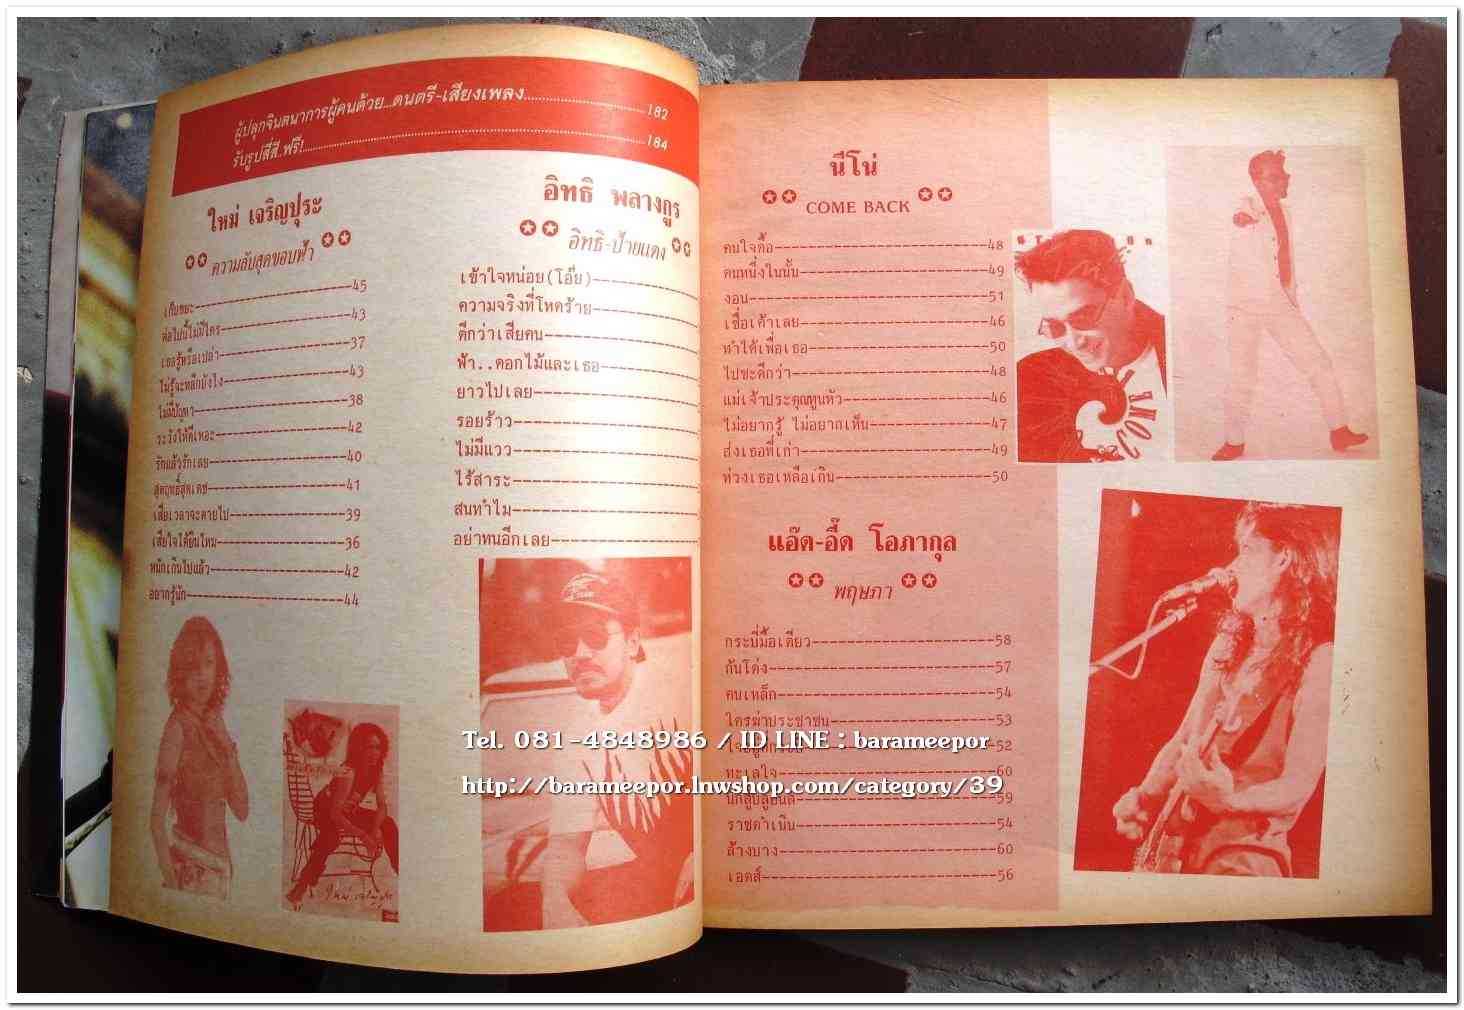 ผู้ปลุกจินตนาการผู้คนด้วย...ดนตรี-เสียงเพลง 182
รับรูปสี่สี..ฟรี! 184
ใหม่ เจริญปุระ
ความลับสุดขอบฟ้า
เก็บขยะ 45
ต่อไปนี้ไม่มีใคร 43
เธอรู้หรือเปล่า 37
ไม่รู้จะหลีกยังไง 43
ไม่มีปัญหา 38
ระวังให้ดีเหอะ 42
รักแล้วรักเลย 40
สุดฤทธิ์สุดเดช 41
เสียเวลาจะตายไป 39
เสียใจได้ยินไหม 36
หนักเกินไปแล้ว 42
อยากรู้นัก 44
อิทธิ พลางกูร
อิทธิ-ป้ายแดง
เข้าใจหน่อย(โอ๊ย)
ความจริงที่โหดร้าย
ดีกว่าเสียคน
ฟ้า..ดอกไม้และเธอ
ยาวไปเลย
รอยร้าว
ไม่มีแวว
ไร้สาระ
สนทำไม
อย่าทนอีกเลย
ใหม่ เจริญปุระ
นีโน่
COME BACK
คนใจดื้อ 48
คนหนึ่งในนั้น 49
งอน 51
เชื่อเค้าเลย 46
ทำได้เพื่อเธอ 50
ไปซะดีกว่า 48
แม่เจ้าประคุณทูนหัว 46
ไม่อยากรู้ ไม่อยากเห็น 47
ส่งเธอที่เก่า 49
ห่วงเธอเหลือเกิน 50
แอ๊ด-อี๊ด โอภากุล
พฤษภา
กระบี่มือเดียว 58
กันโด่ง 57
คนเหล็ก 54
ใครฆ่าประชาชน 53
52
ทะเลใจ 60
59
ราชดำเนิน 54
ล้างบาง 60
เอดส์ 56
Tel. 081-4848986 / ID LINE : barameepor
http://barameepor.lnwshop.com/category/39